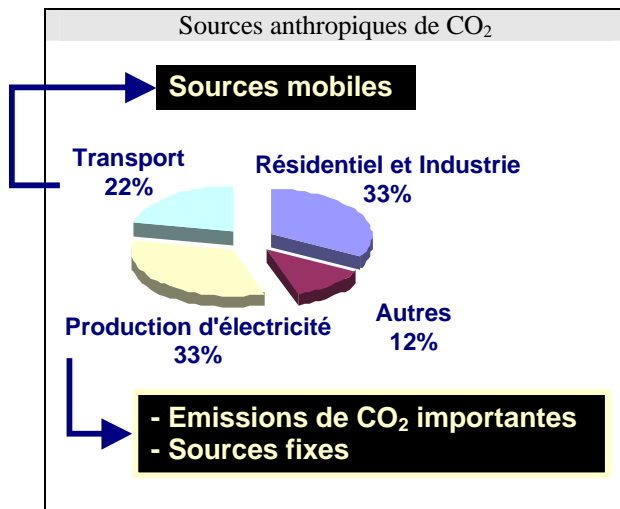 Sources anthropiques de CO₂
Sources mobiles
Transport
22%
Résidentiel et Industrie
33%
Production d'électricité
33%
Autres
12%
- Emissions de CO₂ importantes
- Sources fixes